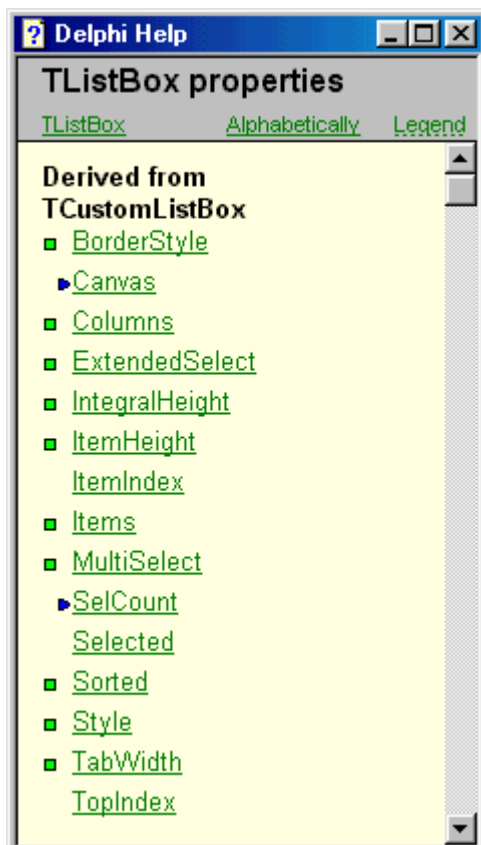 Delphi Help
TListBox properties
TListBox Alphabetically Legend
Derived from
TCustomListBox
BorderStyle
Canvas
Columns
ExtendedSelect
IntegralHeight
ItemHeight
ItemIndex
Items
MultiSelect
SelCount
Selected
Sorted
Style
TabWidth
TopIndex